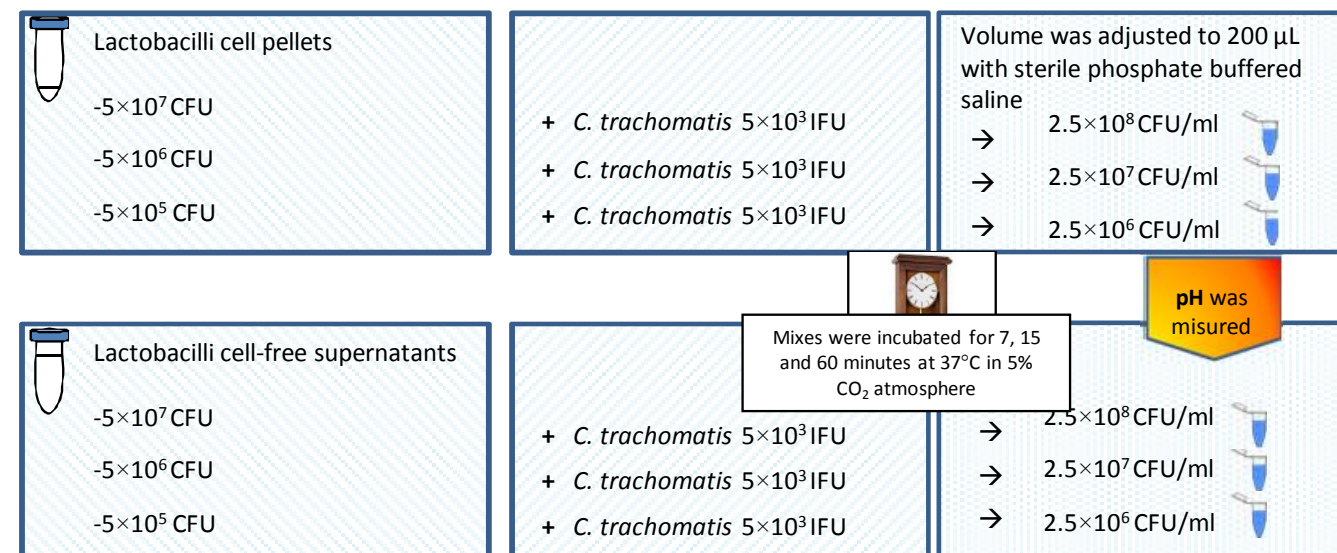 Lactobacilli cell pellets
-5×10⁷ CFU
-5×10⁶ CFU
-5×10⁵ CFU
+ C. trachomatis 5×10³ IFU
+ C. trachomatis 5×10³ IFU
+ C. trachomatis 5×10³ IFU
Volume was adjusted to 200 µL
with sterile phosphate buffered
saline
→ 2.5×10⁸ CFU/ml
→ 2.5×10⁷ CFU/ml
→ 2.5×10⁶ CFU/ml
pH was
misured
Mixes were incubated for 7, 15
and 60 minutes at 37°C in 5%
CO₂ atmosphere
Lactobacilli cell-free supernatants
-5×10⁷ CFU
-5×10⁶ CFU
-5×10⁵ CFU
+ C. trachomatis 5×10³ IFU
+ C. trachomatis 5×10³ IFU
+ C. trachomatis 5×10³ IFU
→ 2.5×10⁸ CFU/ml
→ 2.5×10⁷ CFU/ml
→ 2.5×10⁶ CFU/ml